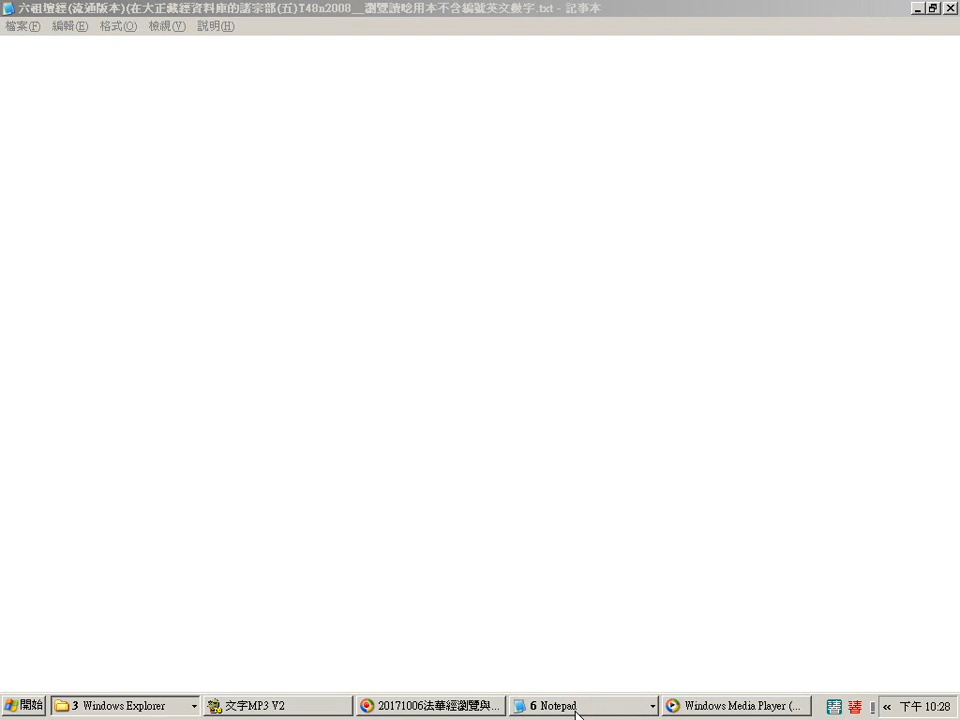 六祖壇經(流通版本)(在大正藏經資料庫的諸宗部(五)T48n2008__瀏覽讀唸用本不含編號英文數字.txt - 記事本
檔案(F) 編輯(E) 格式(O) 檢視(V) 說明(H)
開始 3 Windows Explorer 文字MP3 V2 20171006法華經瀏覽與... 6 Notepad Windows Media Player (... « 下午 10:28